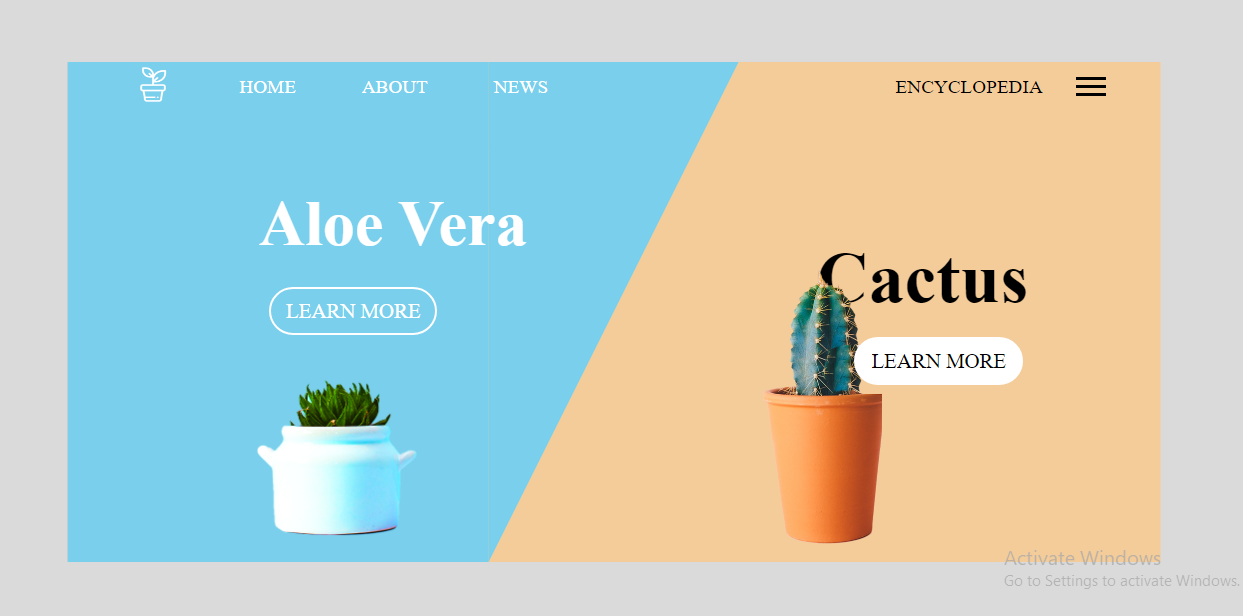 HOME ABOUT NEWS ENCYCLOPEDIA
Aloe Vera
LEARN MORE
Cactus
LEARN MORE
Activate Windows
Go to Settings to activate Windows.